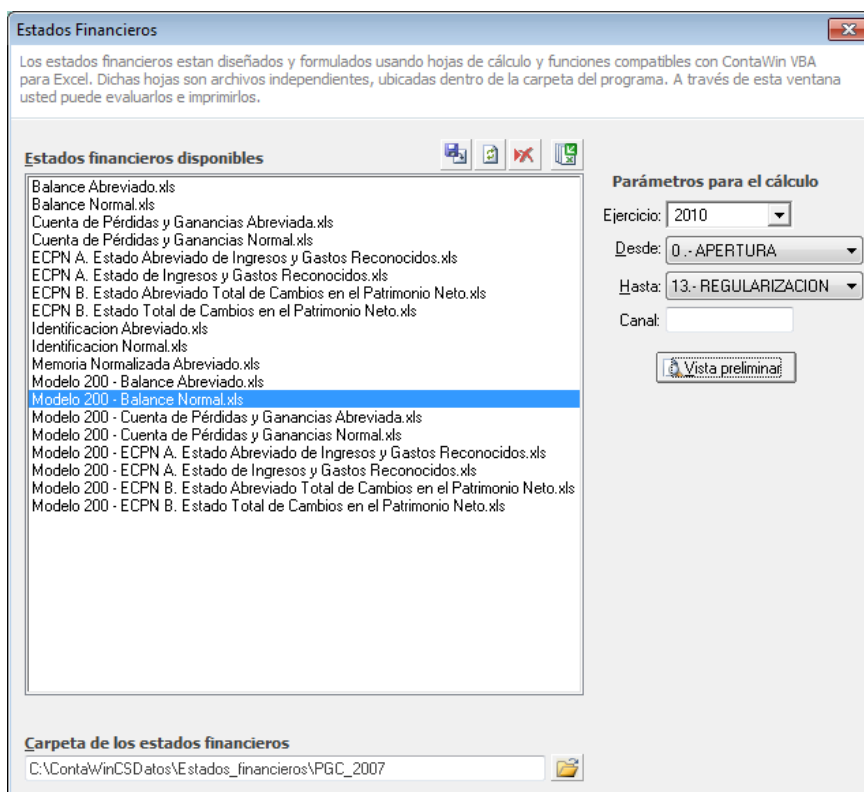 Estados Financieros
Los estados financieros estan diseñados y formulados usando hojas de cálculo y funciones compatibles con ContaWin VBA
para Excel. Dichas hojas son archivos independientes, ubicadas dentro de la carpeta del programa. A través de esta ventana
usted puede evaluarlos e imprimirlos.
Estados financieros disponibles
Balance Abreviado.xls
Balance Normal.xls
Cuenta de Pérdidas y Ganancias Abreviada.xls
Cuenta de Pérdidas y Ganancias Normal.xls
ECPN A. Estado Abreviado de Ingresos y Gastos Reconocidos.xls
ECPN A. Estado de Ingresos y Gastos Reconocidos.xls
ECPN B. Estado Abreviado Total de Cambios en el Patrimonio Neto.xls
ECPN B. Estado Total de Cambios en el Patrimonio Neto.xls
Identificacion Abreviado.xls
Identificacion Normal.xls
Memoria Normalizada Abreviado.xls
Modelo 200 - Balance Abreviado.xls
Modelo 200 - Balance Normal.xls
Modelo 200 - Cuenta de Pérdidas y Ganancias Abreviada.xls
Modelo 200 - Cuenta de Pérdidas y Ganancias Normal.xls
Modelo 200 - ECPN A. Estado Abreviado de Ingresos y Gastos Reconocidos.xls
Modelo 200 - ECPN A. Estado de Ingresos y Gastos Reconocidos.xls
Modelo 200 - ECPN B. Estado Abreviado Total de Cambios en el Patrimonio Neto.xls
Modelo 200 - ECPN B. Estado Total de Cambios en el Patrimonio Neto.xls
Parámetros para el cálculo
Ejercicio: 2010
Desde: 0 .- APERTURA
Hasta: 13.- REGULARIZACION
Canal:
Vista preliminar
Carpeta de los estados financieros
C:\ContaWinCSDatos\Estados_financieros\PGC_2007